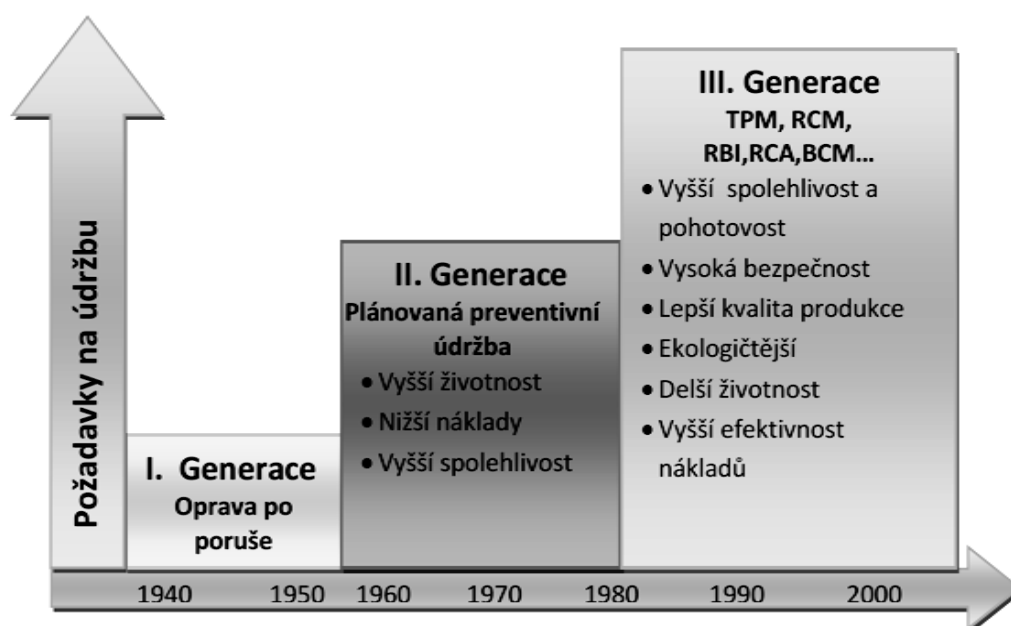 Požadavky na údržbu
I. Generace
Oprava po
poruše
II. Generace
Plánovaná preventivní
údržba
• Vyšší životnost
• Nižší náklady
• Vyšší spolehlivost
III. Generace
TPM, RCM,
RBI,RCA,BCM...
• Vyšší spolehlivost a
pohotovost
• Vysoká bezpečnost
• Lepší kvalita produkce
• Ekologičtější
• Delší životnost
• Vyšší efektivnost
nákladů
1940 1950 1960 1970 1980 1990 2000